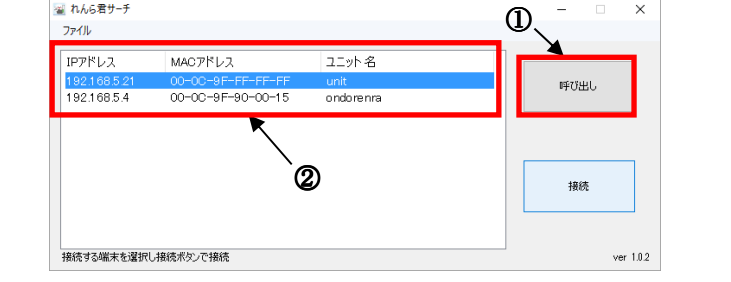 れんら君サーチ
ファイル
①
IPアドレス MACアドレス ユニット名
192.168.5.21 00-0C-9F-FF-FF-FF unit
192.168.5.4 00-0C-9F-90-00-15 ondorenra
呼び出し
②
接続
接続する端末を選択し接続ボタンで接続 ver 1.0.2